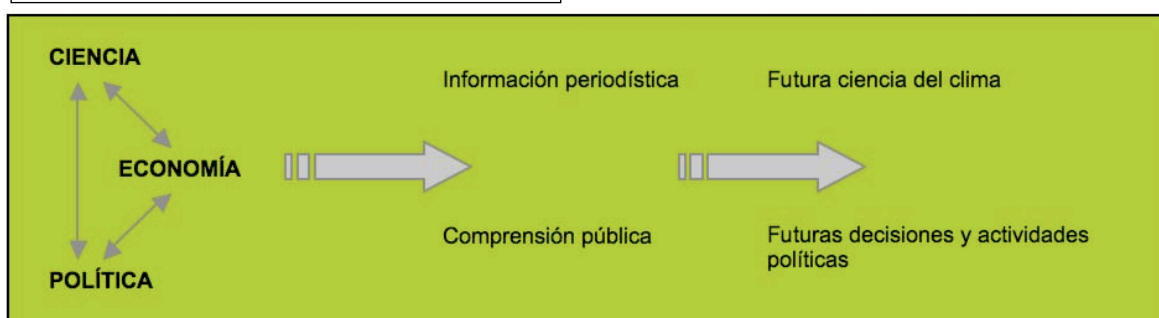 CIENCIA
Información periodística
Futura ciencia del clima
ECONOMÍA
Comprensión pública
Futuras decisiones y actividades
políticas
POLÍTICA